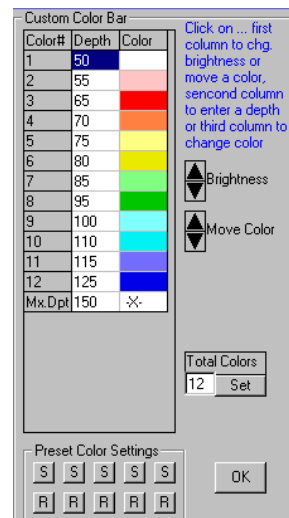 Custom Color Bar
Click on ... first
column to chg.
brightness or
move a color,
sencond column
to enter a depth
or third column to
change color
Color# Depth Color
1 50
2 55
3 65
4 70
5 75
6 80
7 85
8 95
9 100
10 110
11 115
12 125
Mx.Dpt 150 -X-
Brightness
Move Color
Total Colors
12 Set
Preset Color Settings
S S S S S
R R R R R
OK